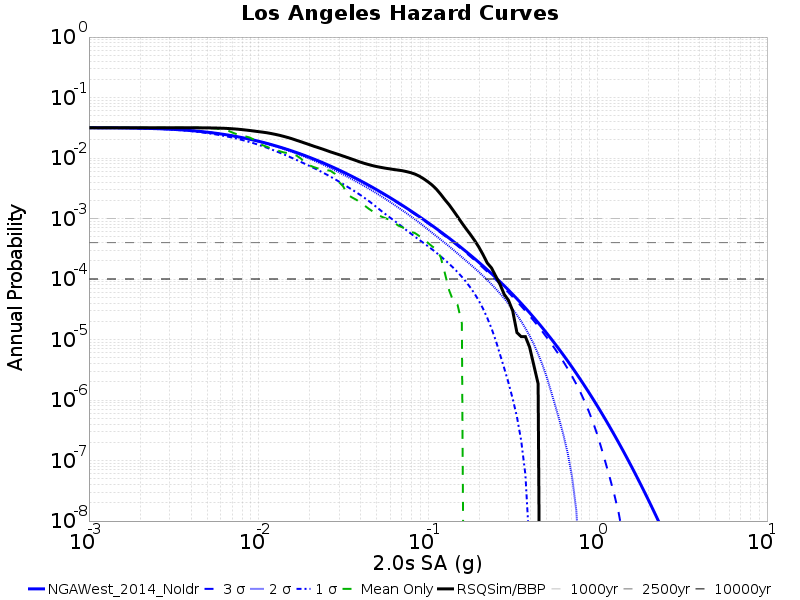 Los Angeles Hazard Curves
Annual Probability
10^0
10^-1
10^-2
10^-3
10^-4
10^-5
10^-6
10^-7
10^-8
10^-3 10^-2 10^-1 10^0 10^1
2.0s SA (g)
NGAWest_2014_NoIdr 3 σ 2 σ 1 σ Mean Only RSQSim/BBP 1000yr 2500yr 10000yr